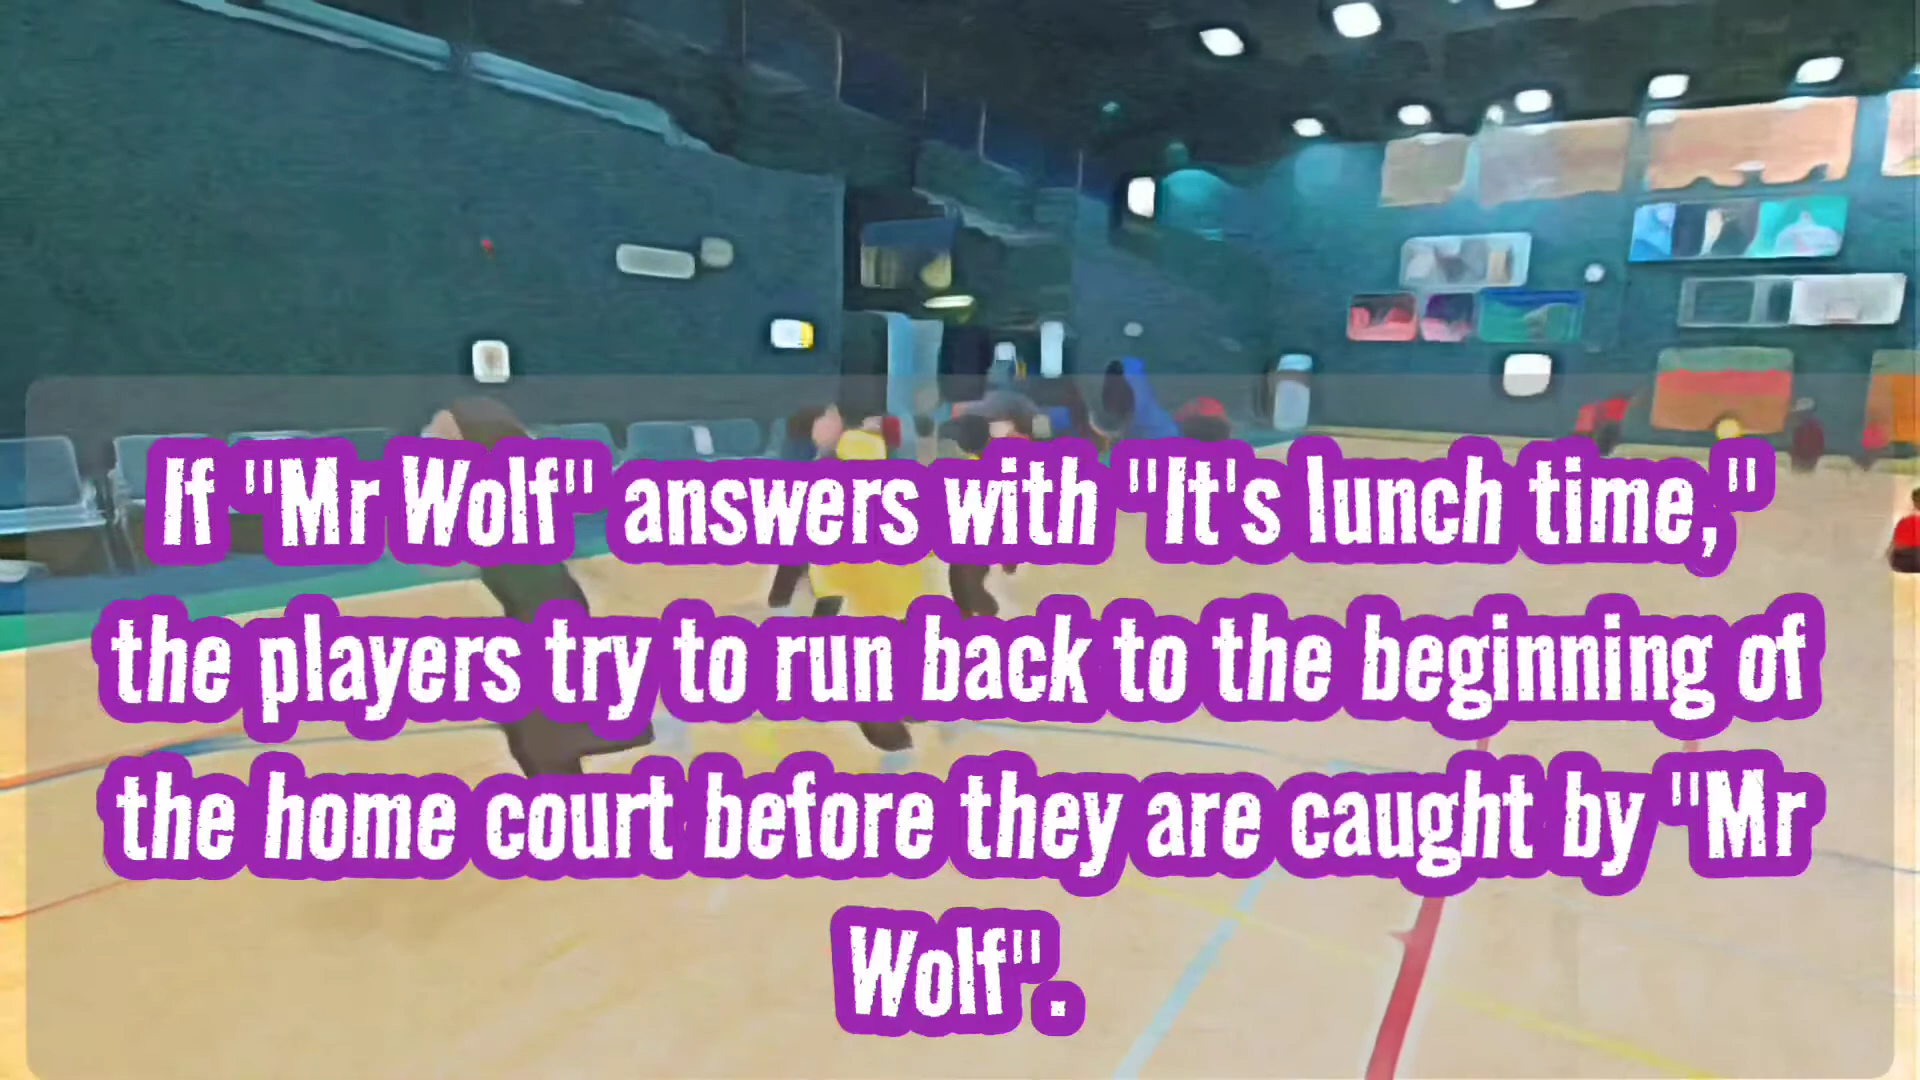 If "Mr Wolf" answers with "It's lunch time,"
the players try to run back to the beginning of
the home court before they are caught by "Mr
Wolf".